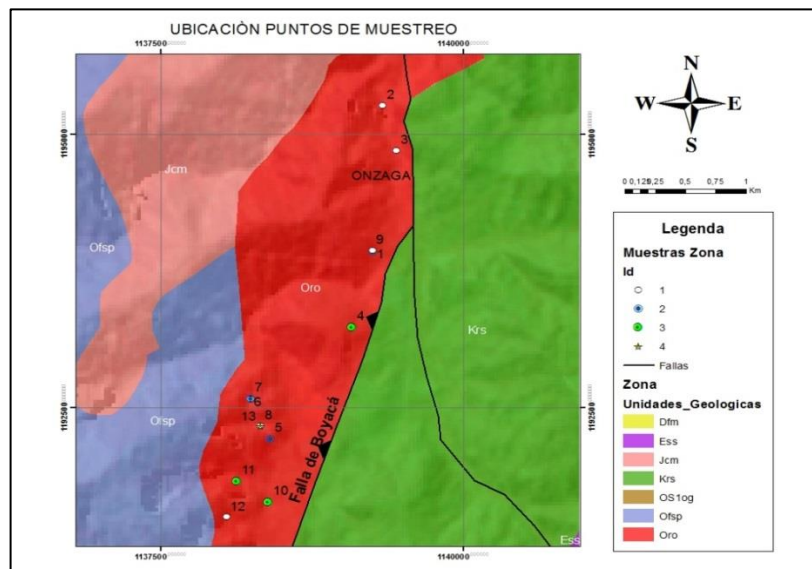 UBICACIÒN PUNTOS DE MUESTREO
1137500
1140000
N
W
E
S
1195000
1195000
2
3
Jcm
ONZAGA
0 0,125 0,25 0,5 0,75 1
Km
Ofsp
9
1
Oro
4
Krs
Legenda
Muestras Zona
Id
1
2
3
4
Fallas
Zona
Unidades_Geologicas
Dfm
Ess
Jcm
Krs
OS1og
Ofsp
Oro
7
6
1192500
1192500
13
8
5
Ofsp
Falla de Boyacá
11
10
12
Ess
1137500
1140000